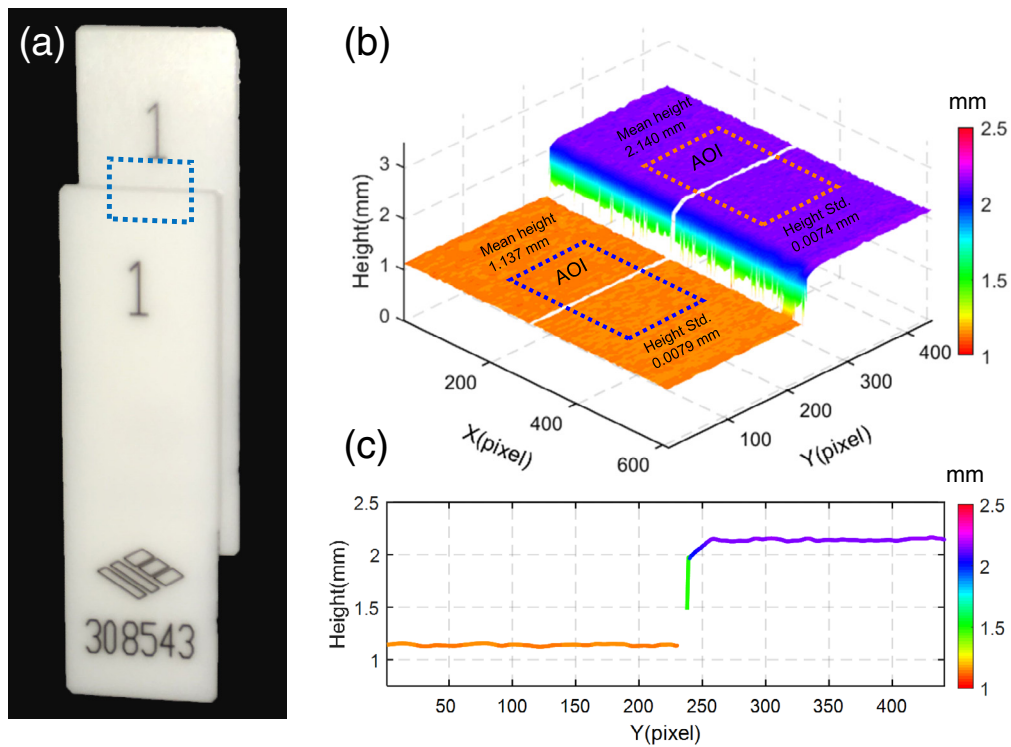 (a)
1
1
308543
(b)
Mean height
2.140 mm
AOI
Height Std.
0.0074 mm
Mean height
1.137 mm
AOI
Height Std.
0.0079 mm
Height(mm)
3
2
1
0
200
400
600
X(pixel)
100
200
300
400
Y(pixel)
mm
2.5
2
1.5
1
(c)
Height(mm)
2.5
2
1.5
1
50
100
150
200
250
300
350
400
Y(pixel)
mm
2.5
2
1.5
1